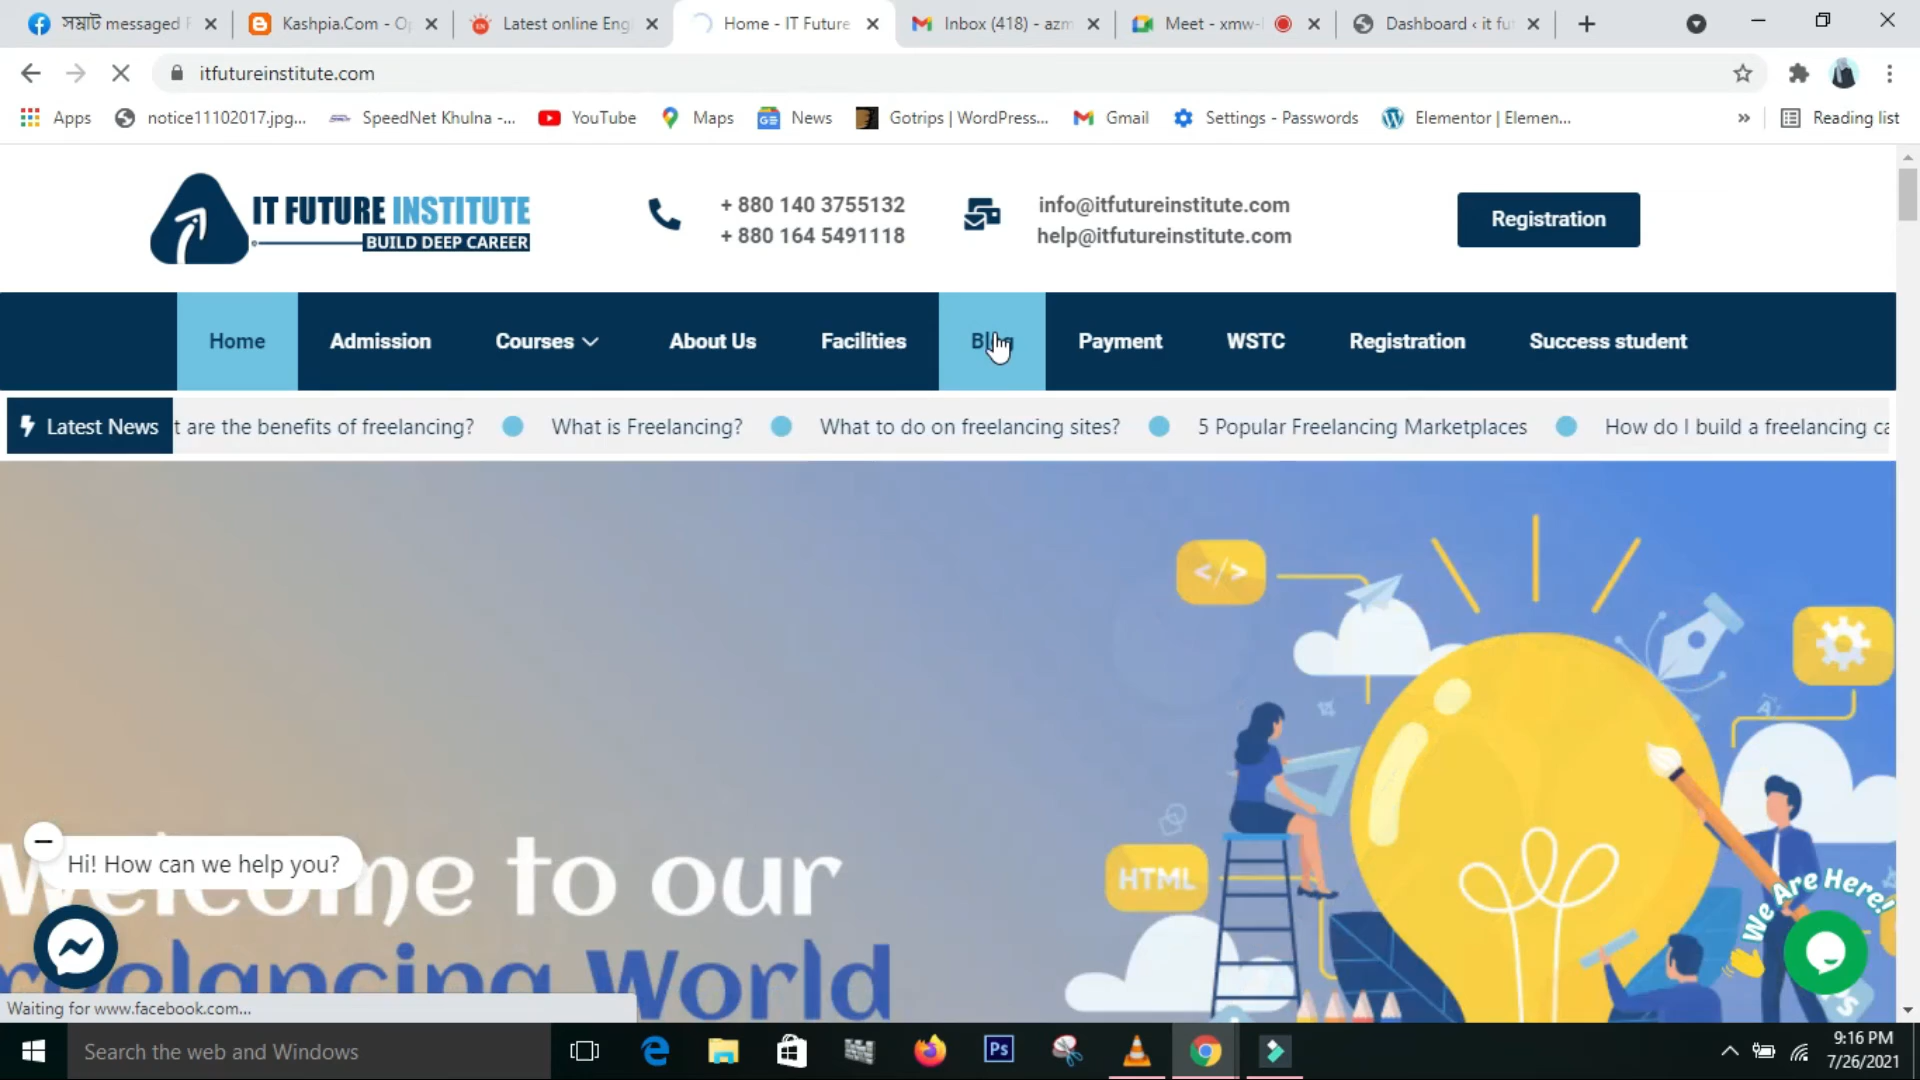 সম্রাট messaged
Kashpia.Com - O
Latest online Eng
Home - IT Future
Inbox (418) - azm
Meet - xmw-
Dashboard ‹ it fu
itfutureinstitute.com
Apps
notice11102017.jpg...
SpeedNet Khulna -...
YouTube
Maps
News
Gotrips | WordPress...
Gmail
Settings - Passwords
Elementor | Elemen...
»
Reading list
IT FUTURE INSTITUTE
BUILD DEEP CAREER
+ 880 140 3755132
+ 880 164 5491118
info@itfutureinstitute.com
help@itfutureinstitute.com
Registration
Home
Admission
Courses
About Us
Facilities
Blog
Payment
WSTC
Registration
Success student
Latest News
t are the benefits of freelancing?
What is Freelancing?
What to do on freelancing sites?
5 Popular Freelancing Marketplaces
How do I build a freelancing ca
</>
HTML
Welcome to our
reelancing World
Hi! How can we help you?
We Are Here!
Waiting for www.facebook.com...
Search the web and Windows
Ps
9:16 PM
7/26/2021